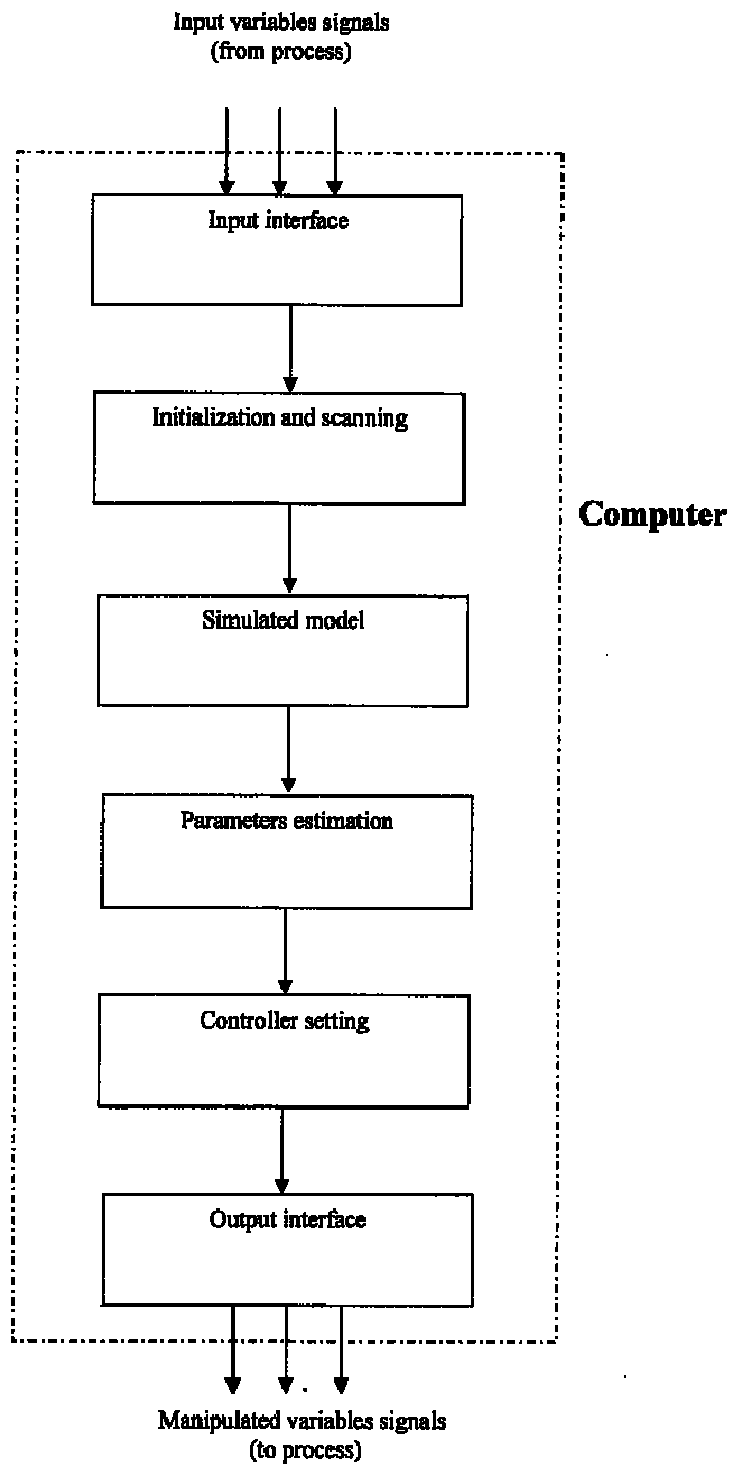 Input variables signals
(from process)
Input interface
Initialization and scanning
Computer
Simulated model
Parameters estimation
Controller setting
Output interface
Manipulated variables signals
(to process)